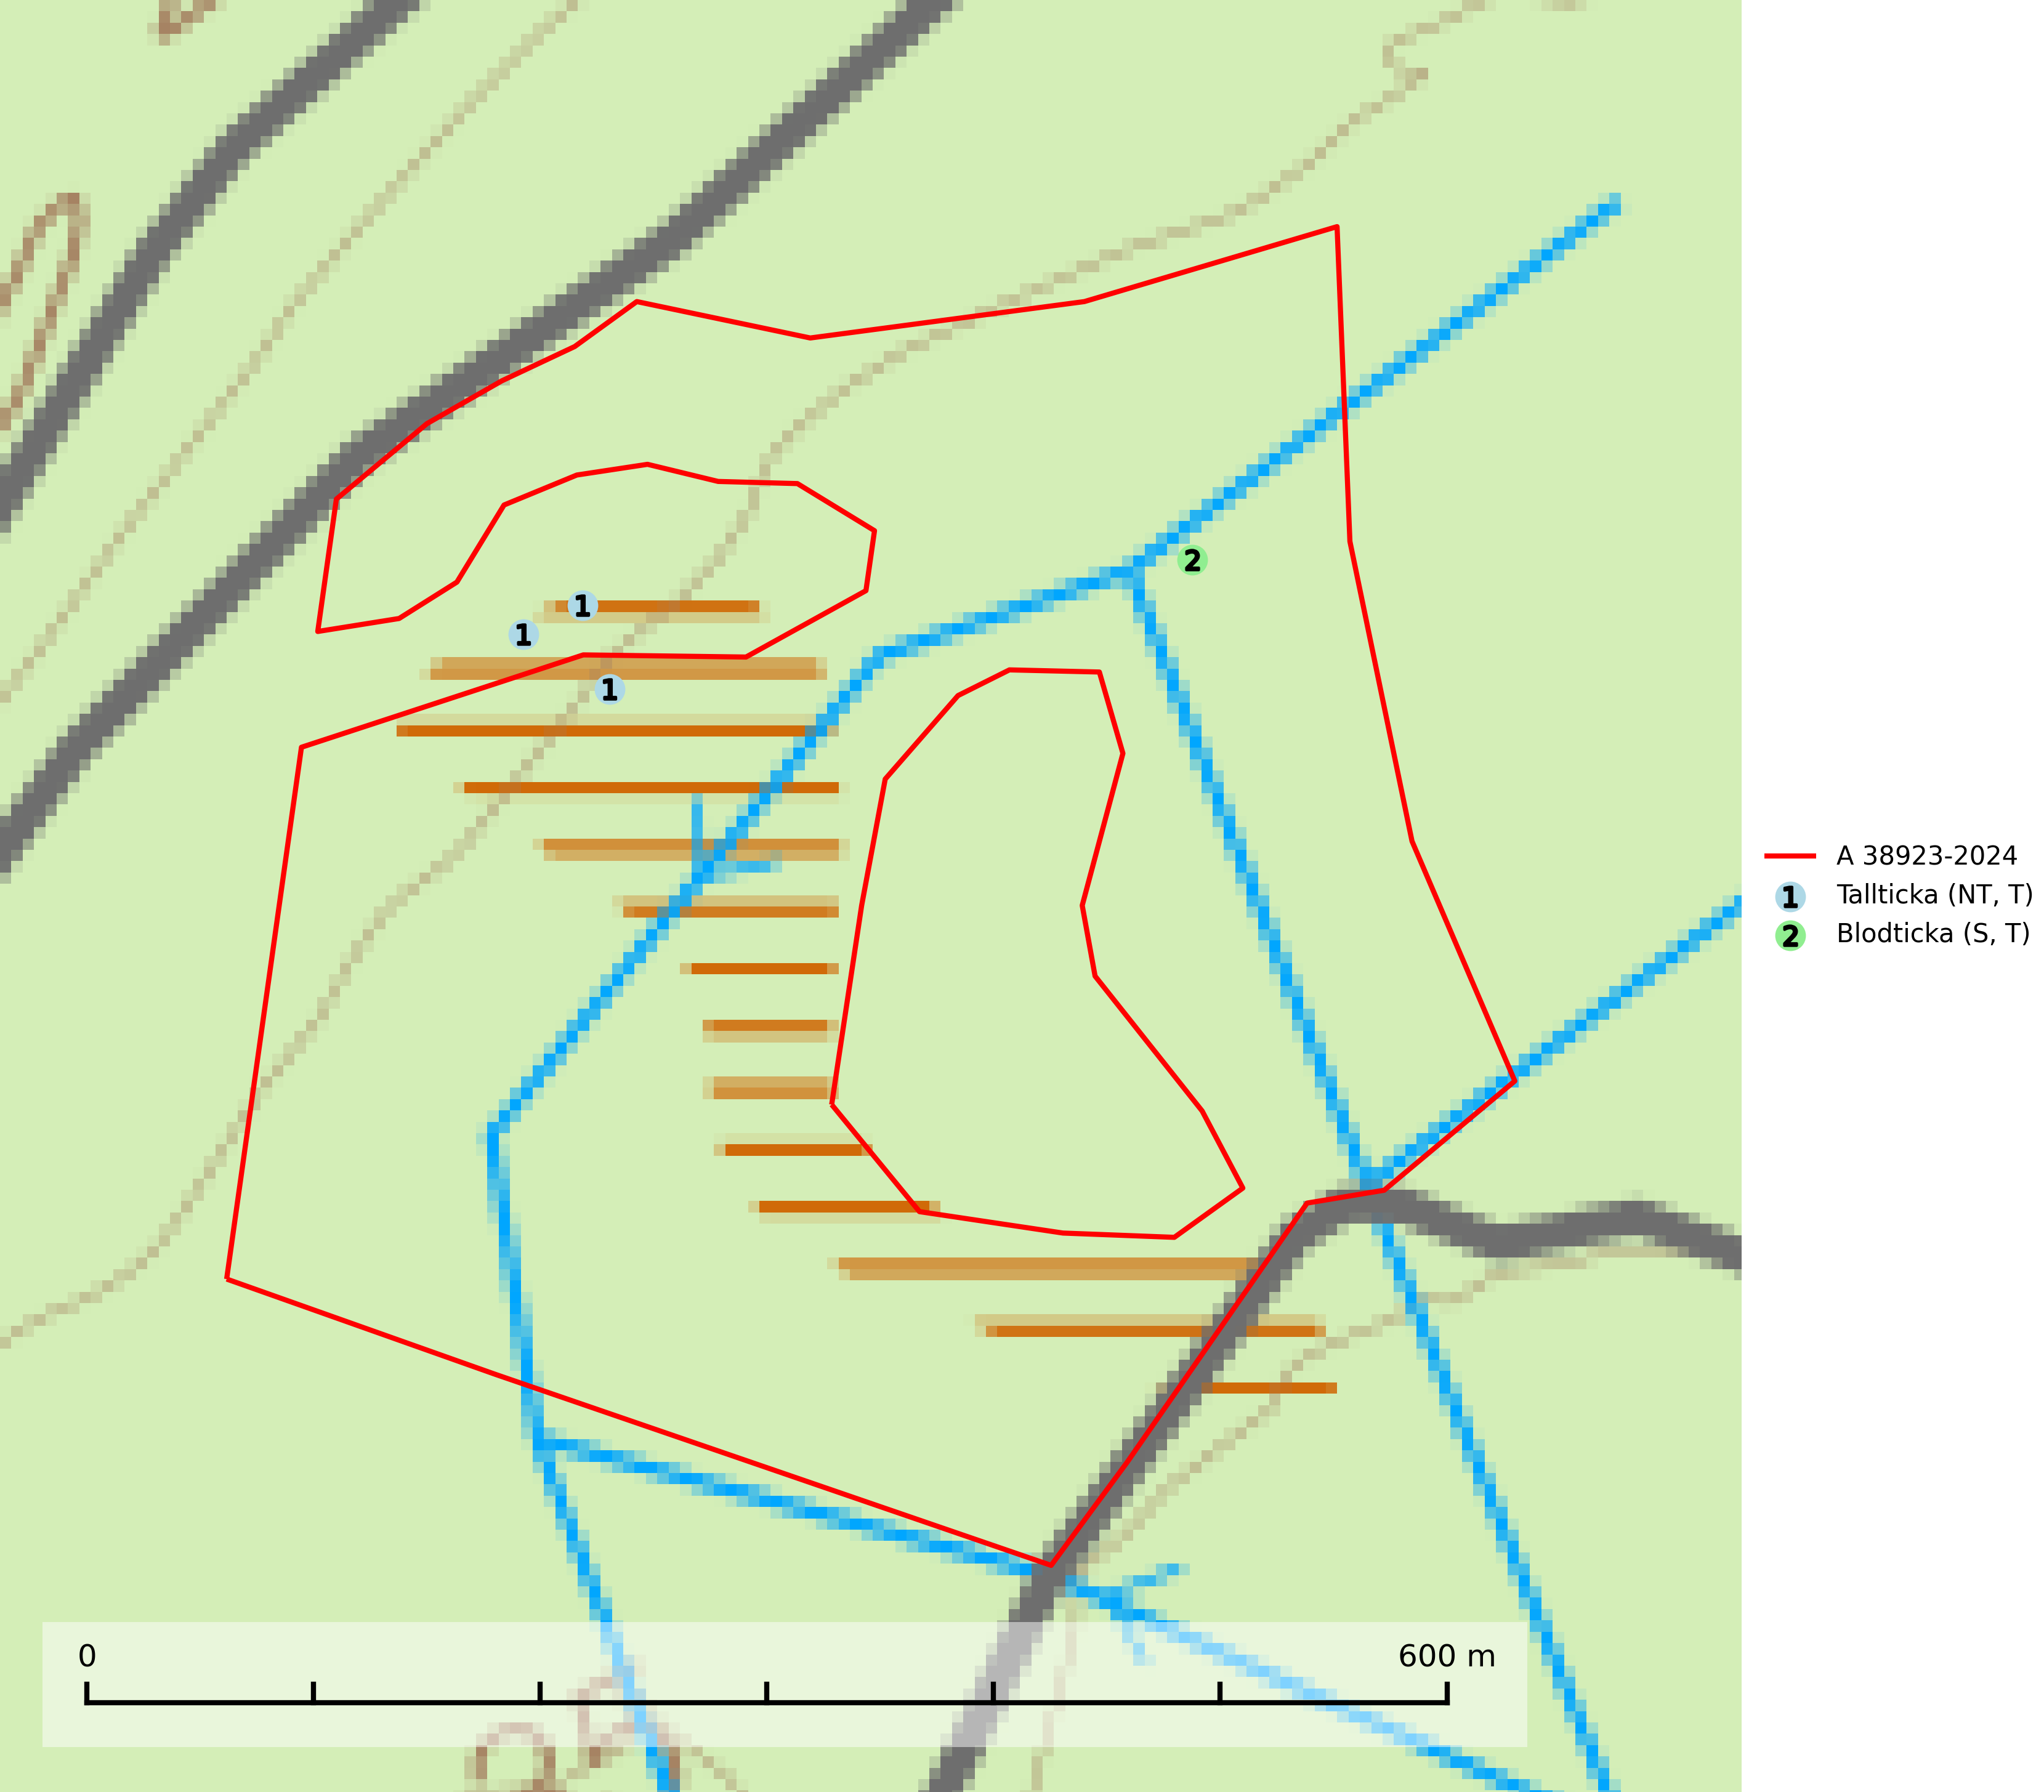 2
1
1
1
A 38923-2024
1 Tallticka (NT, T)
2 Blodticka (S, T)
0 600 m